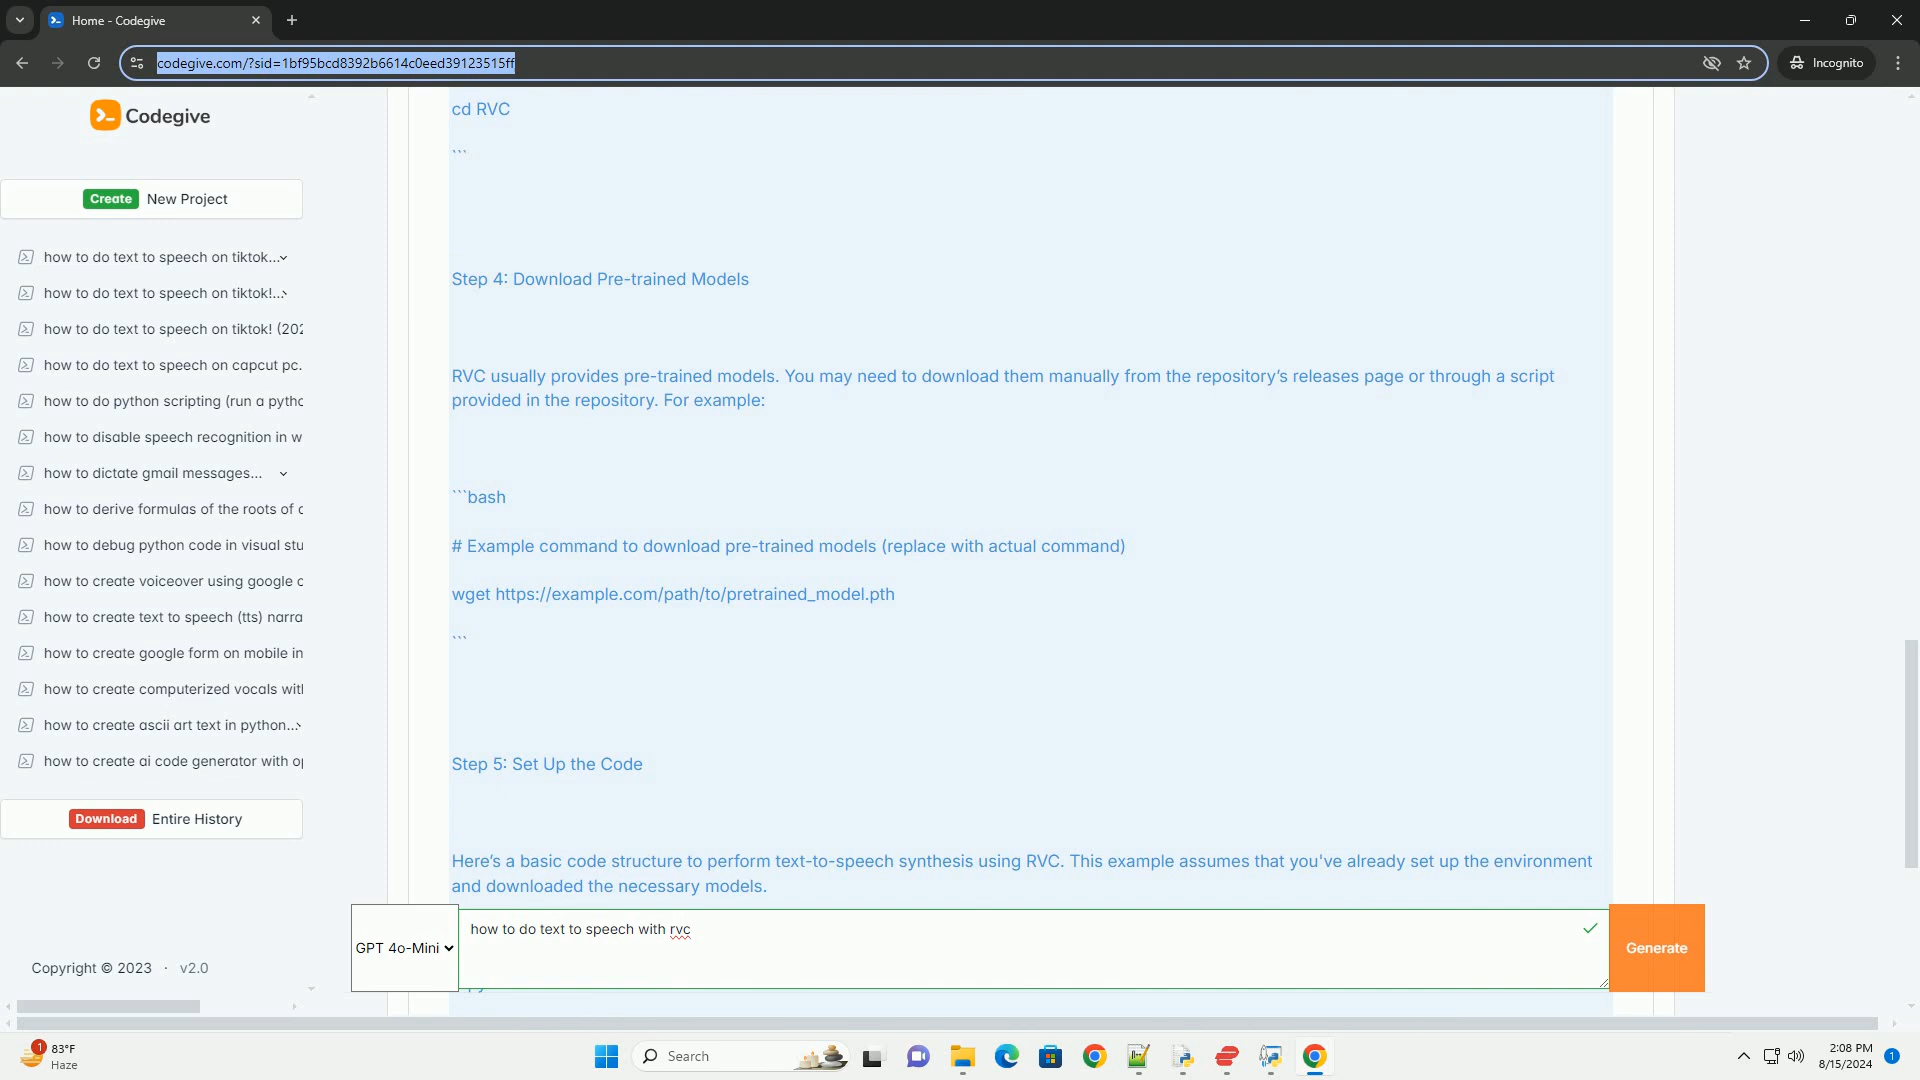 Home - Codegive
codegive.com/?sid=1bf95bcd8392b6614c0eed39123515ff
Incognito
Codegive
Create New Project
how to do text to speech on tiktok...
how to do text to speech on tiktok!...
how to do text to speech on tiktok! (202
how to do text to speech on capcut pc.
how to do python scripting (run a pytho
how to disable speech recognition in w
how to dictate gmail messages...
how to derive formulas of the roots of c
how to debug python code in visual stu
how to create voiceover using google c
how to create text to speech (tts) narra
how to create google form on mobile in
how to create computerized vocals with
how to create ascii art text in python...
how to create ai code generator with op
Download Entire History
Copyright © 2023 · v2.0
cd RVC
```
Step 4: Download Pre-trained Models
RVC usually provides pre-trained models. You may need to download them manually from the repository’s releases page or through a script
provided in the repository. For example:
```bash
# Example command to download pre-trained models (replace with actual command)
wget https://example.com/path/to/pretrained_model.pth
```
Step 5: Set Up the Code
Here’s a basic code structure to perform text-to-speech synthesis using RVC. This example assumes that you've already set up the environment
and downloaded the necessary models.
GPT 4o-Mini
how to do text to speech with rvc
Generate
1
83°F
Haze
Search
2:08 PM
8/15/2024
1